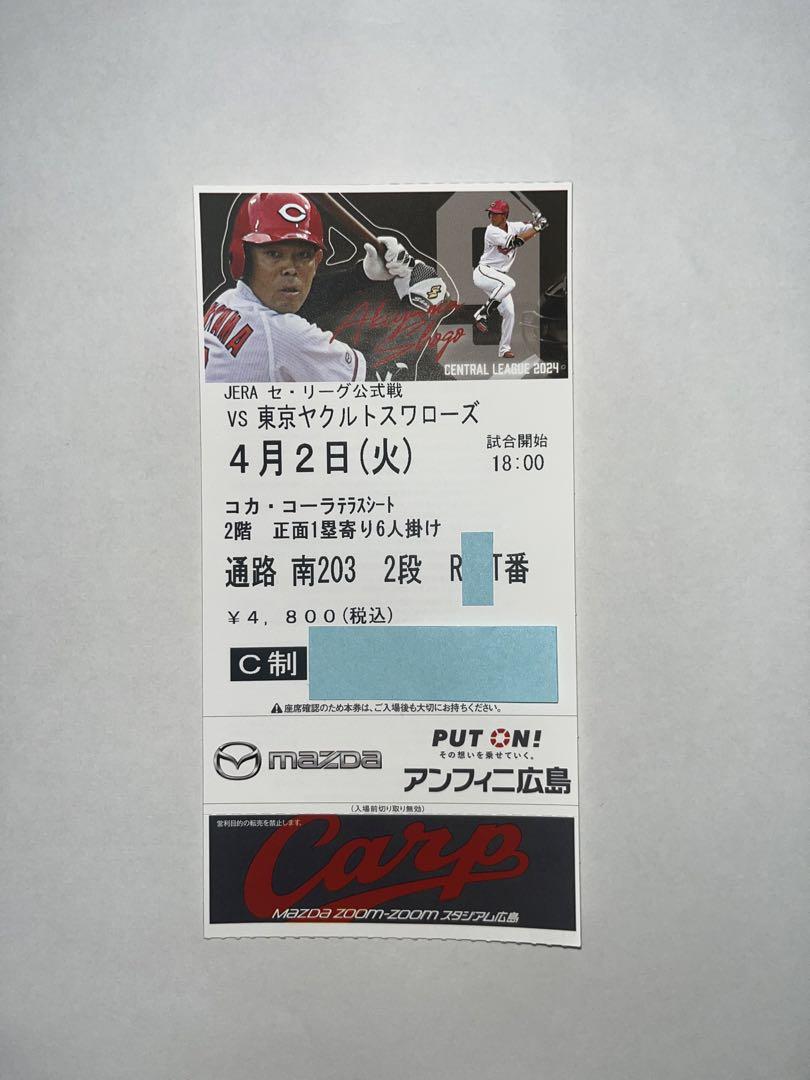 C
YAMA
Akiyama
Shogo
CENTRAL LEAGUE 2024
JERA セ・リーグ公式戦
VS 東京ヤクルトスワローズ
4月2日(火)
試合開始
18:00
コカ・コーラテラスシート
2階 正面1塁寄り6人掛け
通路 南203 2段 R T番
¥4,800(税込)
C制
⚠座席確認のため本券は、ご入場後も大切にお持ちください。
mazda
PUT ON!
その想いを乗せていく。
アンフィニ広島
(入場前切り取り無効)
営利目的の転売を禁止します。
Carp
MAZDA ZOOM-ZOOM スタジアム広島